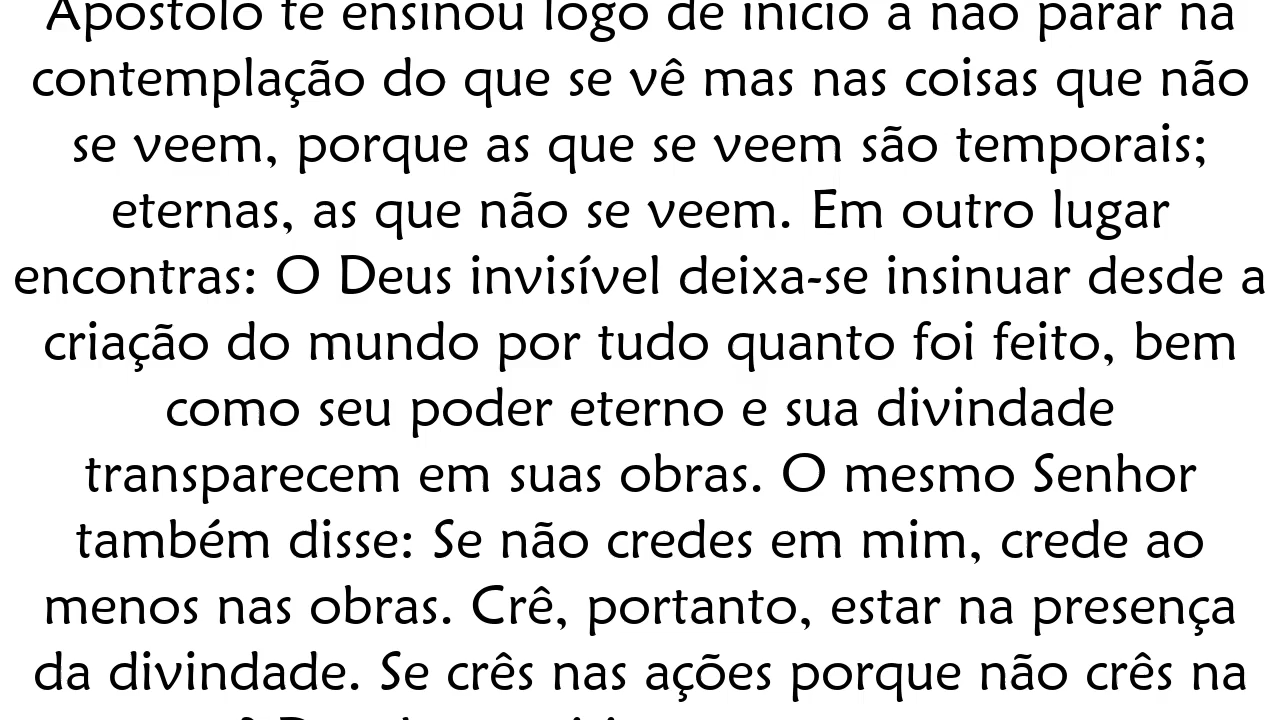 Apóstolo te ensinou logo de início a não parar na
contemplação do que se vê mas nas coisas que não
se veem, porque as que se veem são temporais;
eternas, as que não se veem. Em outro lugar
encontras: O Deus invisível deixa-se insinuar desde a
criação do mundo por tudo quanto foi feito, bem
como seu poder eterno e sua divindade
transparecem em suas obras. O mesmo Senhor
também disse: Se não credes em mim, crede ao
menos nas obras. Crê, portanto, estar na presença
da divindade. Se crês nas ações porque não crês na